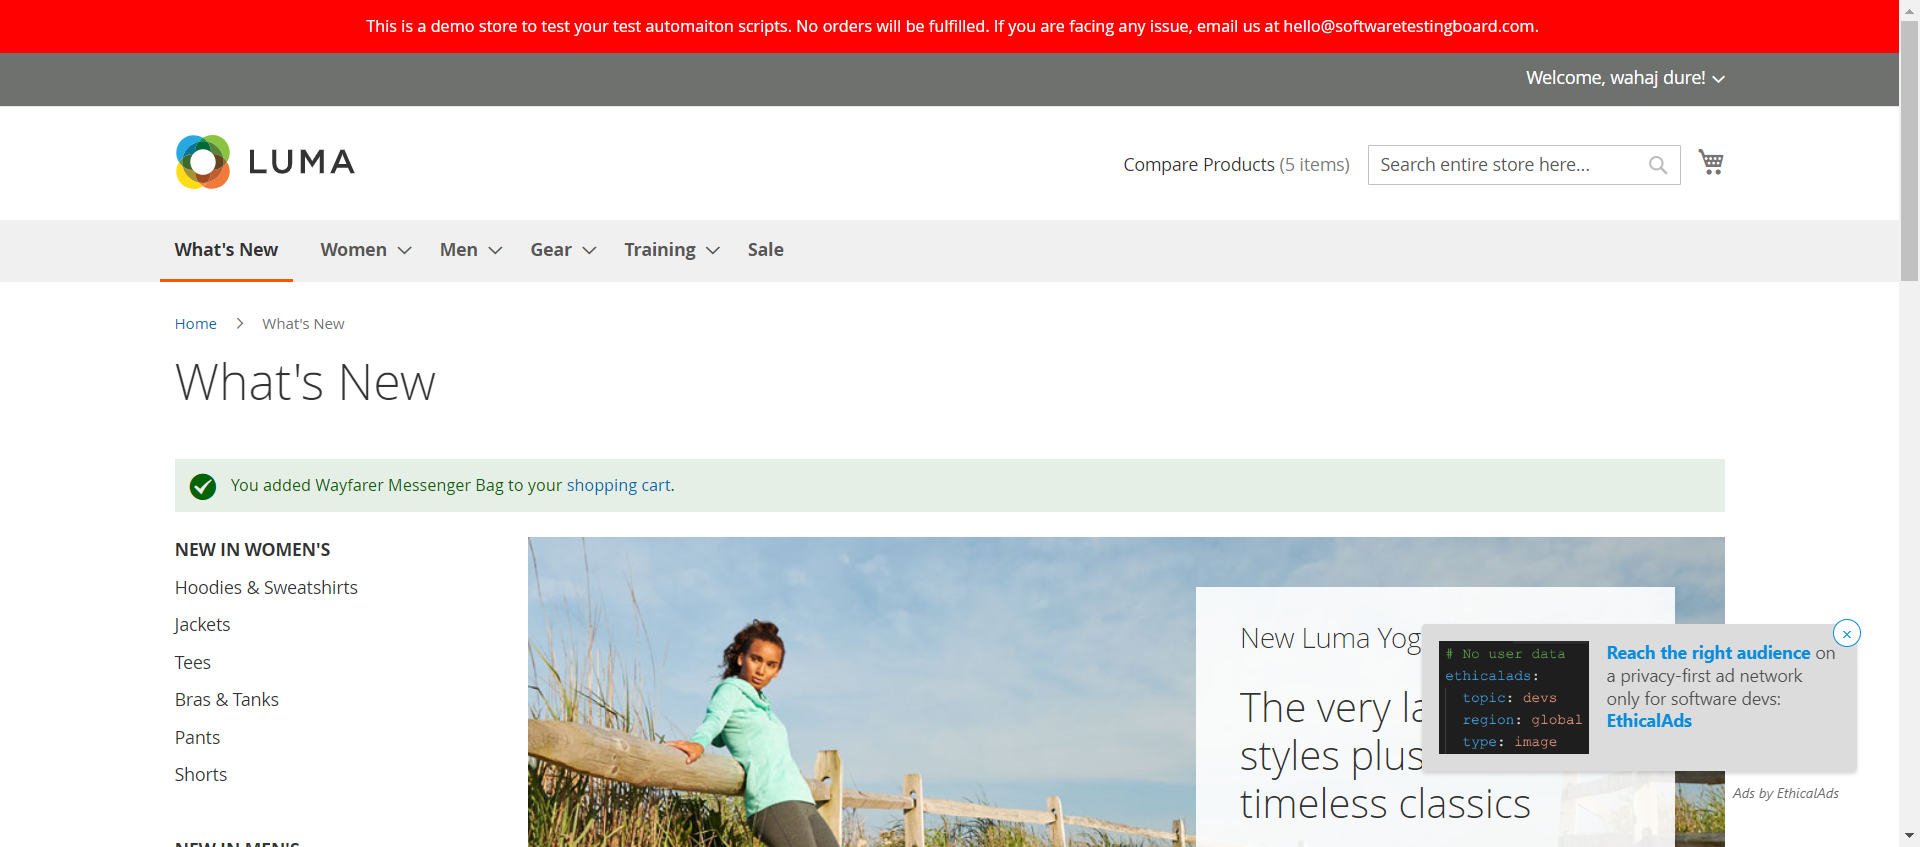 This is a demo store to test your test automaiton scripts. No orders will be fulfilled. If you are facing any issue, email us at hello@softwaretestingboard.com.
Welcome, wahaj dure!
LUMA
Compare Products (5 items)
Search entire store here...
What's New
Women
Men
Gear
Training
Sale
Home
What's New
What's New
You added Wayfarer Messenger Bag to your shopping cart.
NEW IN WOMEN'S
Hoodies & Sweatshirts
Jackets
Tees
Bras & Tanks
Pants
Shorts
NEW IN MEN'S
New Luma Yog
The very la
styles plus
timeless classics
# No user data
ethicalads:
topic: devs
region: global
type: image
Reach the right audience on
a privacy-first ad network
only for software devs:
EthicalAds
Ads by EthicalAds